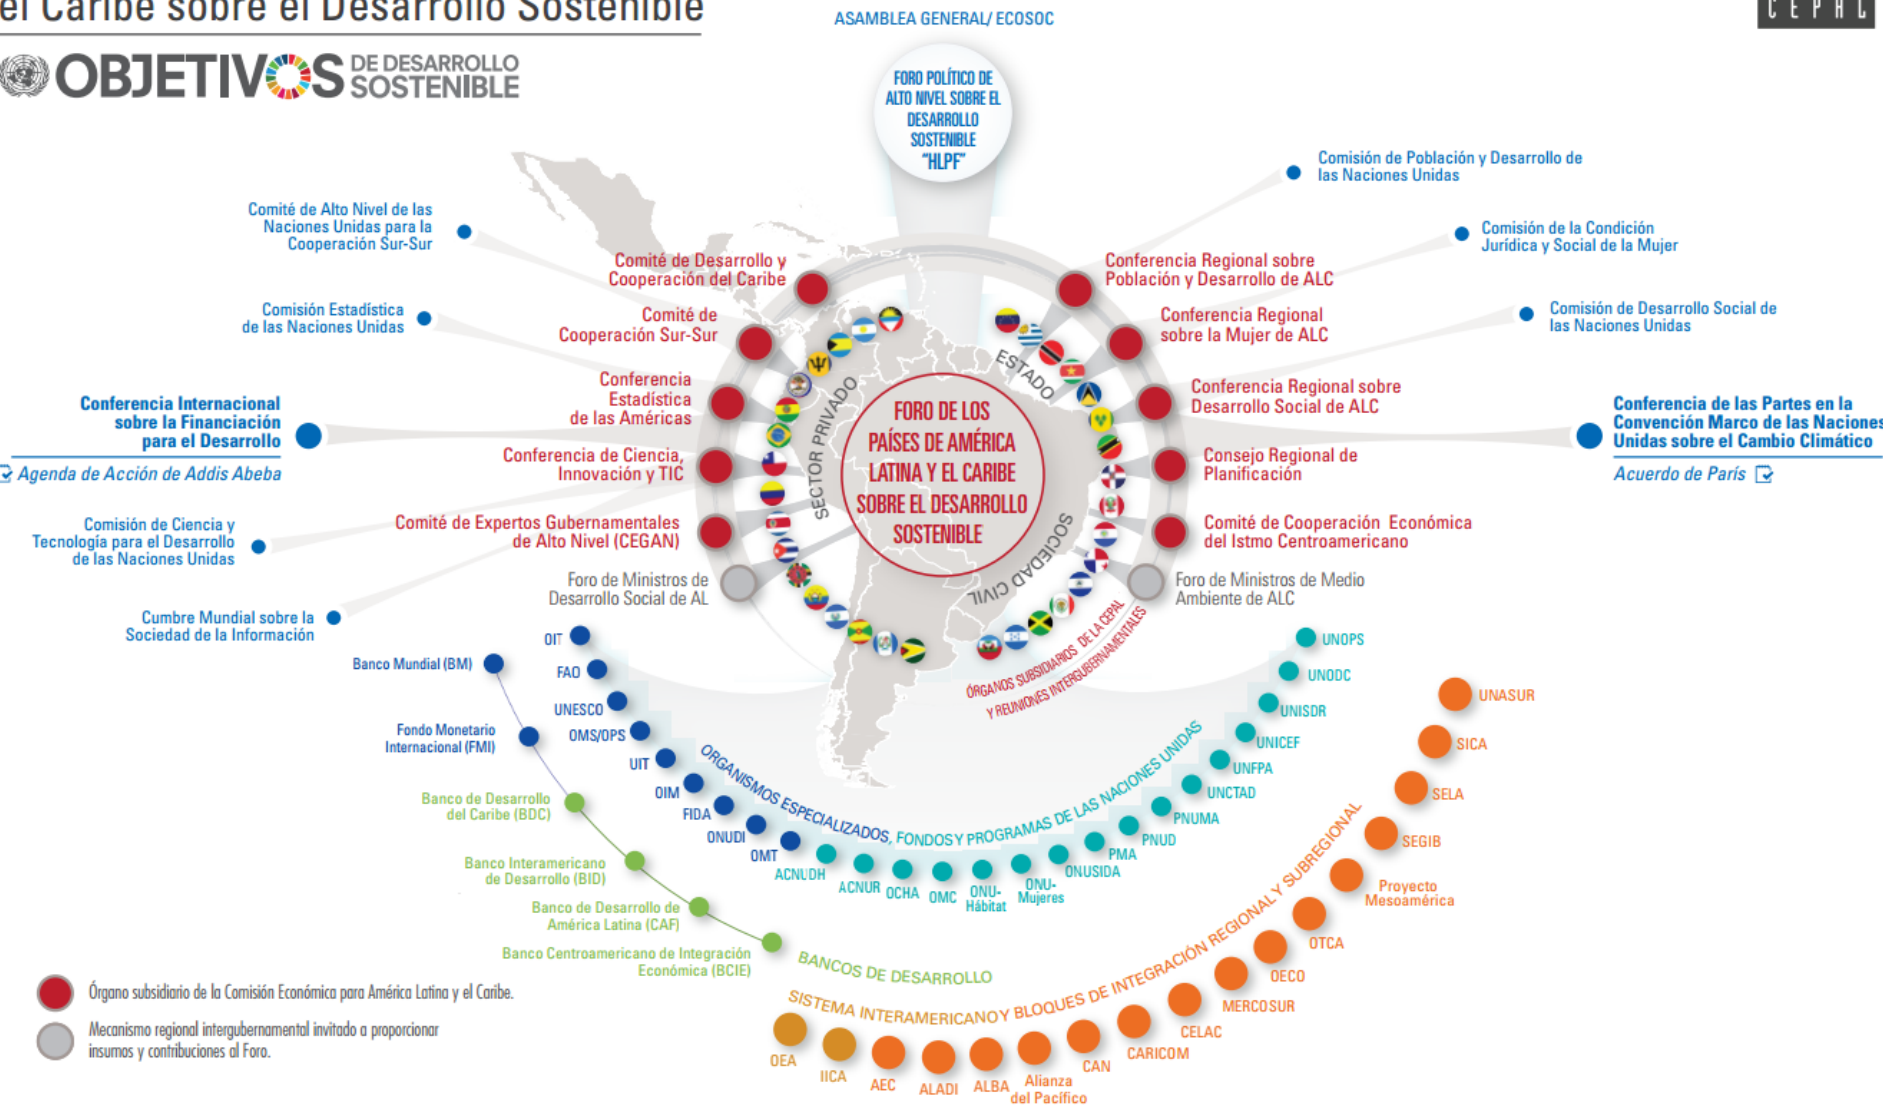 el Caribe sobre el Desarrollo Sostenible
CEPAL
OBJETIVOS DE DESARROLLO
SOSTENIBLE
ASAMBLEA GENERAL/ ECOSOC
FORO POLÍTICO DE
ALTO NIVEL SOBRE EL
DESARROLLO
SOSTENIBLE
"HLPF"
Comité de Alto Nivel de las
Naciones Unidas para la
Cooperación Sur-Sur
Comisión Estadística
de las Naciones Unidas
Conferencia Internacional
sobre la Financiación
para el Desarrollo
Agenda de Acción de Addis Abeba
Comisión de Ciencia y
Tecnología para el Desarrollo
de las Naciones Unidas
Cumbre Mundial sobre la
Sociedad de la Información
Comité de Desarrollo y
Cooperación del Caribe
Comité de
Cooperación Sur-Sur
Conferencia
Estadística
de las Américas
Conferencia de Ciencia,
Innovación y TIC
Comité de Expertos Gubernamentales
de Alto Nivel (CEGAN)
Foro de Ministros de
Desarrollo Social de AL
SECTOR PRIVADO
ESTADO
SOCIEDAD CIVIL
FORO DE LOS
PAÍSES DE AMÉRICA
LATINA Y EL CARIBE
SOBRE EL DESARROLLO
SOSTENIBLE
Conferencia Regional sobre
Población y Desarrollo de ALC
Conferencia Regional
sobre la Mujer de ALC
Conferencia Regional sobre
Desarrollo Social de ALC
Consejo Regional de
Planificación
Comité de Cooperación Económica
del Istmo Centroamericano
Foro de Ministros de Medio
Ambiente de ALC
Comisión de Población y Desarrollo de
las Naciones Unidas
Comisión de la Condición
Jurídica y Social de la Mujer
Comisión de Desarrollo Social de
las Naciones Unidas
Conferencia de las Partes en la
Convención Marco de las Naciones
Unidas sobre el Cambio Climático
Acuerdo de París
ÓRGANOS SUBSIDIARIOS DE LA CEPAL
Y REUNIONES INTERGUBERNAMENTALES
OIT
FAO
UNESCO
OMS/OPS
UIT
OIM
FIDA
ONUDI
OMT
ACNUDH
ACNUR
OCHA
OMC
ONU-
Hábitat
ONU-
Mujeres
ONUSIDA
PMA
PNUD
PNUMA
UNCTAD
UNFPA
UNICEF
UNISDR
UNODC
UNOPS
ORGANISMOS ESPECIALIZADOS, FONDOS Y PROGRAMAS DE LAS NACIONES UNIDAS
Banco Mundial (BM)
Fondo Monetario
Internacional (FMI)
Banco de Desarrollo
del Caribe (BDC)
Banco Interamericano
de Desarrollo (BID)
Banco de Desarrollo de
América Latina (CAF)
Banco Centroamericano de Integración
Económica (BCIE)
BANCOS DE DESARROLLO
SISTEMA INTERAMERICANO Y BLOQUES DE INTEGRACIÓN REGIONAL Y SUBREGIONAL
OEA
IICA
AEC
ALADI
ALBA
Alianza
del Pacífico
CAN
CARICOM
CELAC
MERCOSUR
OECO
OTCA
Proyecto
Mesoamérica
SEGIB
SELA
SICA
UNASUR
Órgano subsidiario de la Comisión Económica para América Latina y el Caribe.
Mecanismo regional intergubernamental invitado a proporcionar
insumos y contribuciones al Foro.